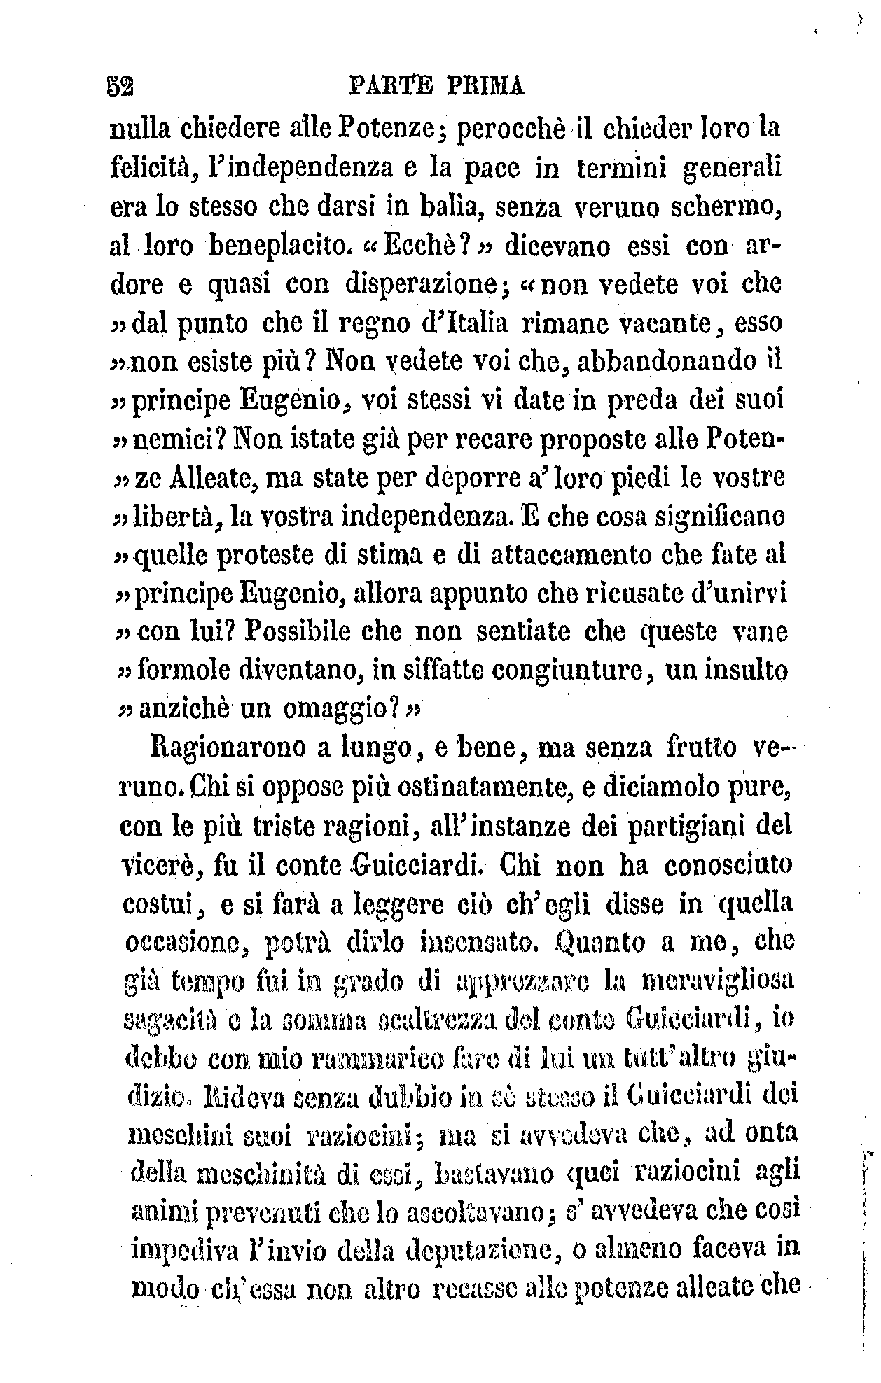 52 PARTE PRIMA
nulla chiedere alle Potenze; perocchè il chieder loro la
felicità, l'independenza e la pace in termini generali
era lo stesso che darsi in balìa, senza veruno schermo,
al loro beneplacito. « Ecchè? » dicevano essi con ar-
dore e quasi con disperazione; « non vedete voi che
» dal punto che il regno d'Italia rimane vacante, esso
» non esiste più? Non vedete voi che, abbandonando il
» principe Eugenio, voi stessi vi date in preda dei suoi
» nemici? Non istate già per recare proposte alle Poten-
» ze Alleate, ma state per deporre a' loro piedi le vostre
» libertà, la vostra independenza. E che cosa significano
» quelle proteste di stima e di attaccamento che fate al
» principe Eugenio, allora appunto che ricusate d'unirvi
» con lui? Possibile che non sentiate che queste vane
» formole diventano, in siffatte congiunture, un insulto
» anzichè un omaggio? »
Ragionarono a lungo, e bene, ma senza frutto ve-
runo. Chi si oppose più ostinatamente, e diciamolo pure,
con le più triste ragioni, all'instanze dei partigiani del
vicerè, fu il conte Guicciardi. Chi non ha conosciuto
costui, e si farà a leggere ciò ch'egli disse in quella
occasione, potrà dirlo insensato. Quanto a me, che
già tempo fui in grado di apprezzare la meravigliosa
sagacità e la somma scaltrezza del conte Guicciardi, io
debbo con mio rammarico fare di lui un tutt'altro giu-
dizio. Rideva senza dubbio in sè stesso il Guicciardi dei
meschini suoi raziocini; ma si avvedeva che, ad onta
della meschinità di essi, bastavano quei raziocini agli
animi prevenuti che lo ascoltavano; s' avvedeva che così
impediva l'invio della deputazione, o almeno faceva in
modo ch'essa non altro recasse alle potenze alleate che